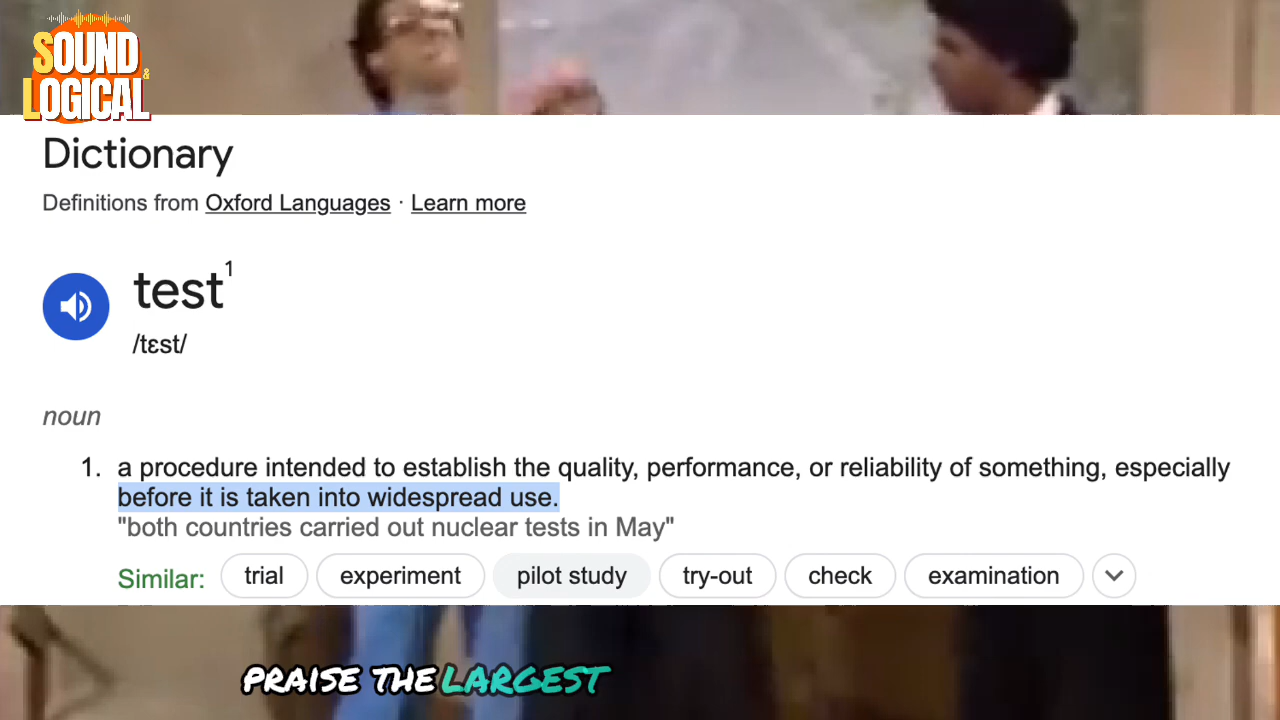 SOUND
&
LOGICAL
Dictionary
Definitions from Oxford Languages · Learn more
test1
/tɛst/
noun
1. a procedure intended to establish the quality, performance, or reliability of something, especially
before it is taken into widespread use.
"both countries carried out nuclear tests in May"
Similar: trial experiment pilot study try-out check examination
PRAISE THE LARGEST